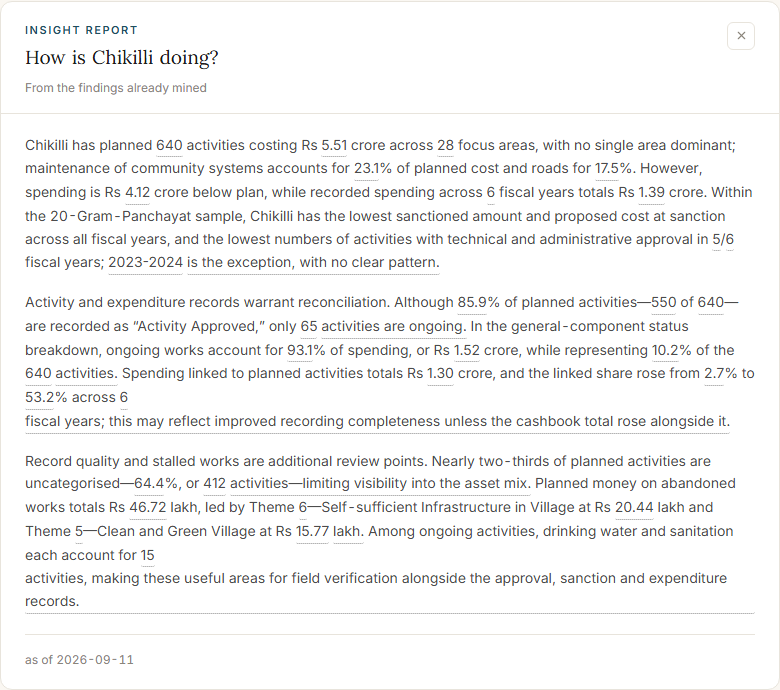 INSIGHT REPORT
How is Chikilli doing?
From the findings already mined
Chikilli has planned 640 activities costing Rs 5.51 crore across 28 focus areas, with no single area dominant;
maintenance of community systems accounts for 23.1% of planned cost and roads for 17.5%. However,
spending is Rs 4.12 crore below plan, while recorded spending across 6 fiscal years totals Rs 1.39 crore. Within
the 20-Gram-Panchayat sample, Chikilli has the lowest sanctioned amount and proposed cost at sanction
across all fiscal years, and the lowest numbers of activities with technical and administrative approval in 5/6
fiscal years; 2023-2024 is the exception, with no clear pattern.
Activity and expenditure records warrant reconciliation. Although 85.9% of planned activities—550 of 640—
are recorded as “Activity Approved,” only 65 activities are ongoing. In the general-component status
breakdown, ongoing works account for 93.1% of spending, or Rs 1.52 crore, while representing 10.2% of the
640 activities. Spending linked to planned activities totals Rs 1.30 crore, and the linked share rose from 2.7% to
53.2% across 6
fiscal years; this may reflect improved recording completeness unless the cashbook total rose alongside it.
Record quality and stalled works are additional review points. Nearly two-thirds of planned activities are
uncategorised—64.4%, or 412 activities—limiting visibility into the asset mix. Planned money on abandoned
works totals Rs 46.72 lakh, led by Theme 6—Self-sufficient Infrastructure in Village at Rs 20.44 lakh and
Theme 5—Clean and Green Village at Rs 15.77 lakh. Among ongoing activities, drinking water and sanitation
each account for 15
activities, making these useful areas for field verification alongside the approval, sanction and expenditure
records.
as of 2026-09-11